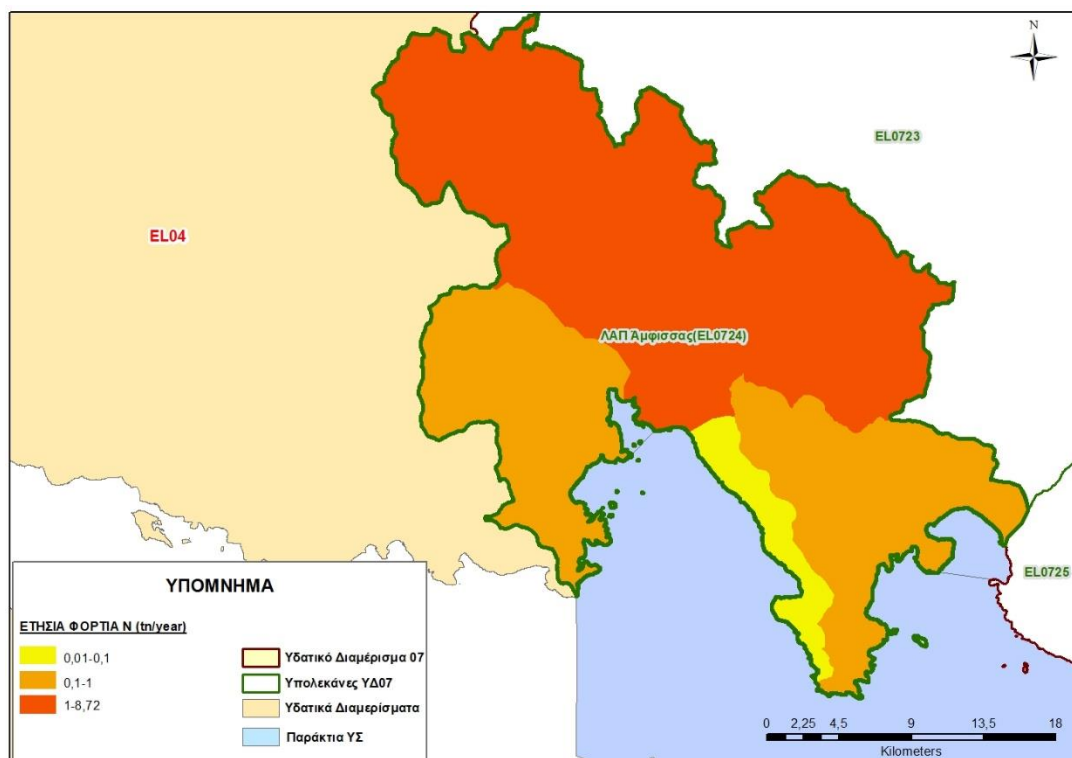 N
EL0723
EL04
ΛΑΠ Άμφισσας(EL0724)
EL0725
ΥΠΟΜΝΗΜΑ
ΕΤΗΣΙΑ ΦΟΡΤΙΑ Ν (tn/year)
0,01-0,1
0,1-1
1-8,72
Υδατικό Διαμέρισμα 07
Υπολεκάνες ΥΔ07
Υδατικά Διαμερίσματα
Παράκτια ΥΣ
0 2,25 4,5 9 13,5 18
Kilometers